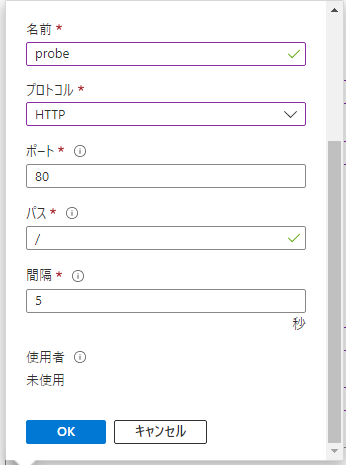 名前 *
probe
プロトコル *
HTTP
ポート *
80
パス *
/
間隔 *
5
秒
使用者
未使用
OK
キャンセル